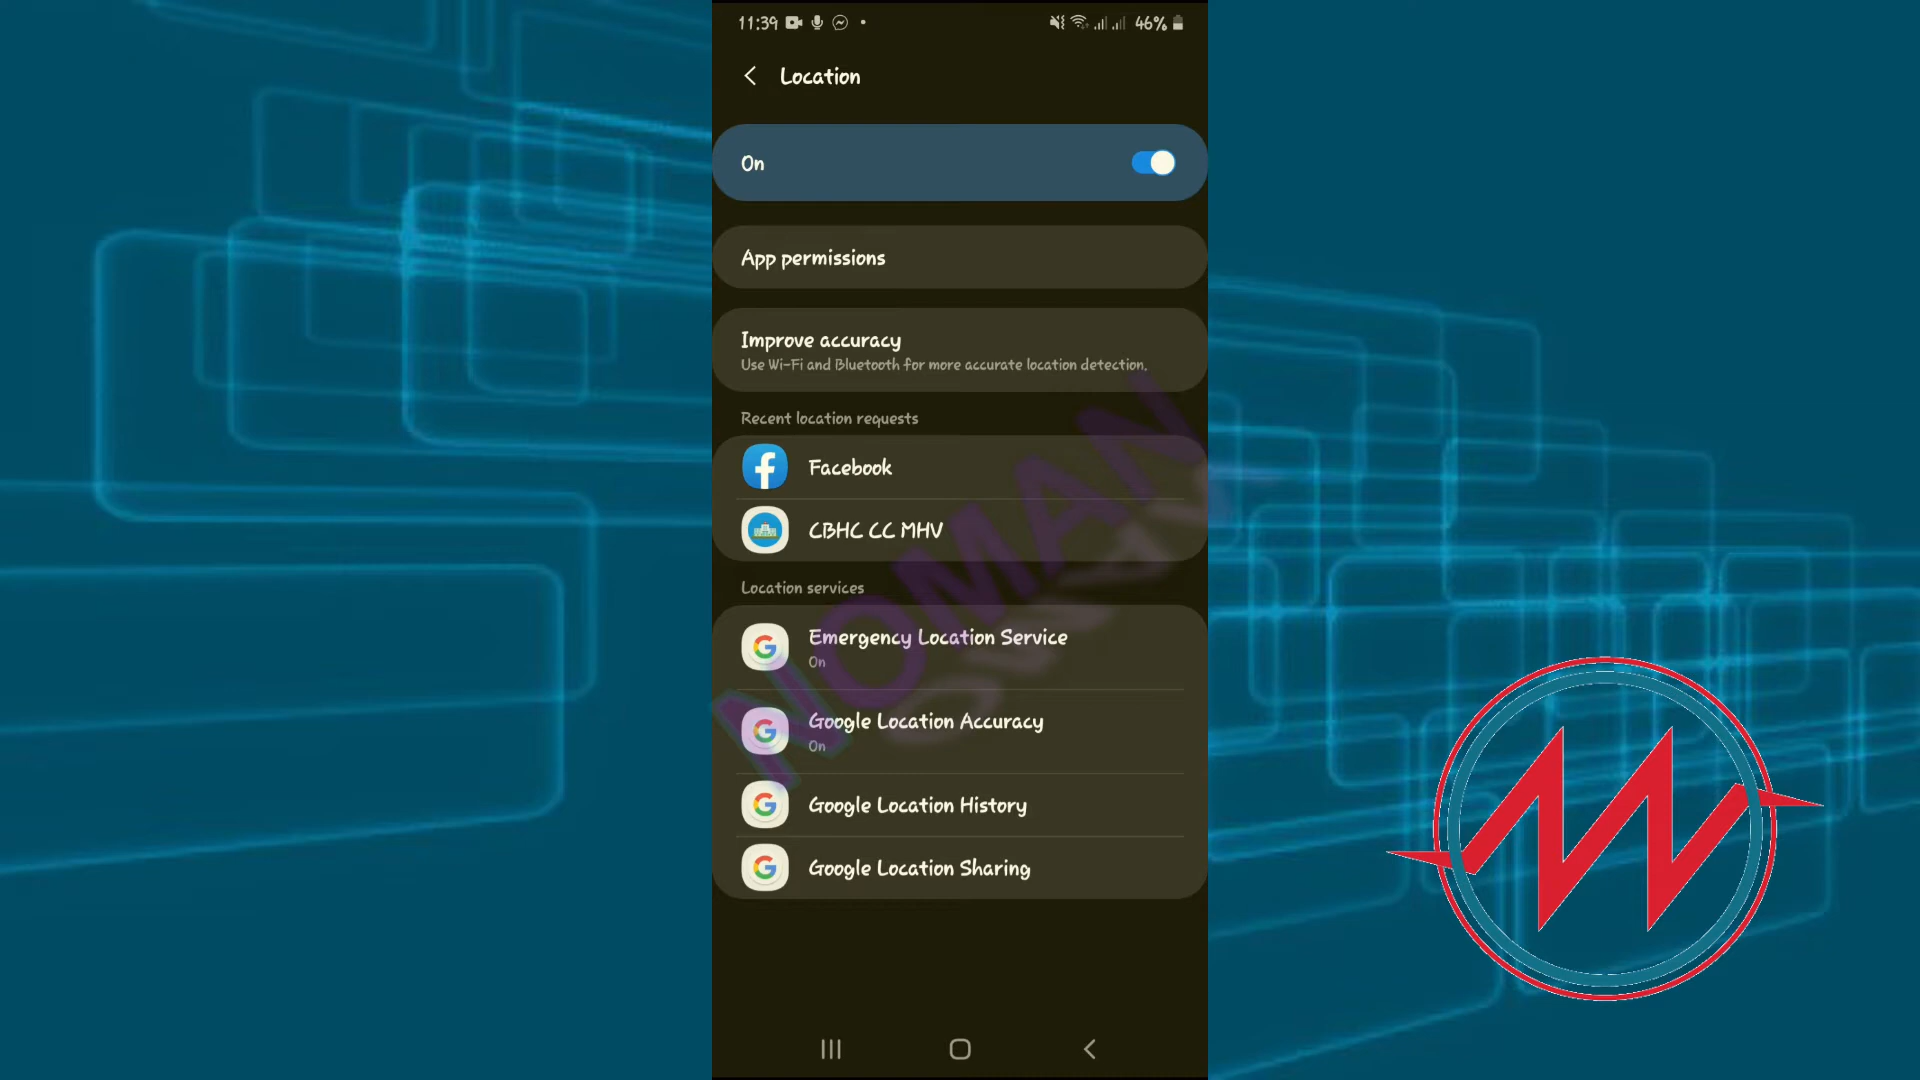 11:39
46%
Location
On
App permissions
Improve accuracy
Use Wi-Fi and Bluetooth for more accurate location detection.
Recent location requests
Facebook
CBHC CC MHV
Location services
Emergency Location Service
On
Google Location Accuracy
On
Google Location History
Google Location Sharing
NOMAN